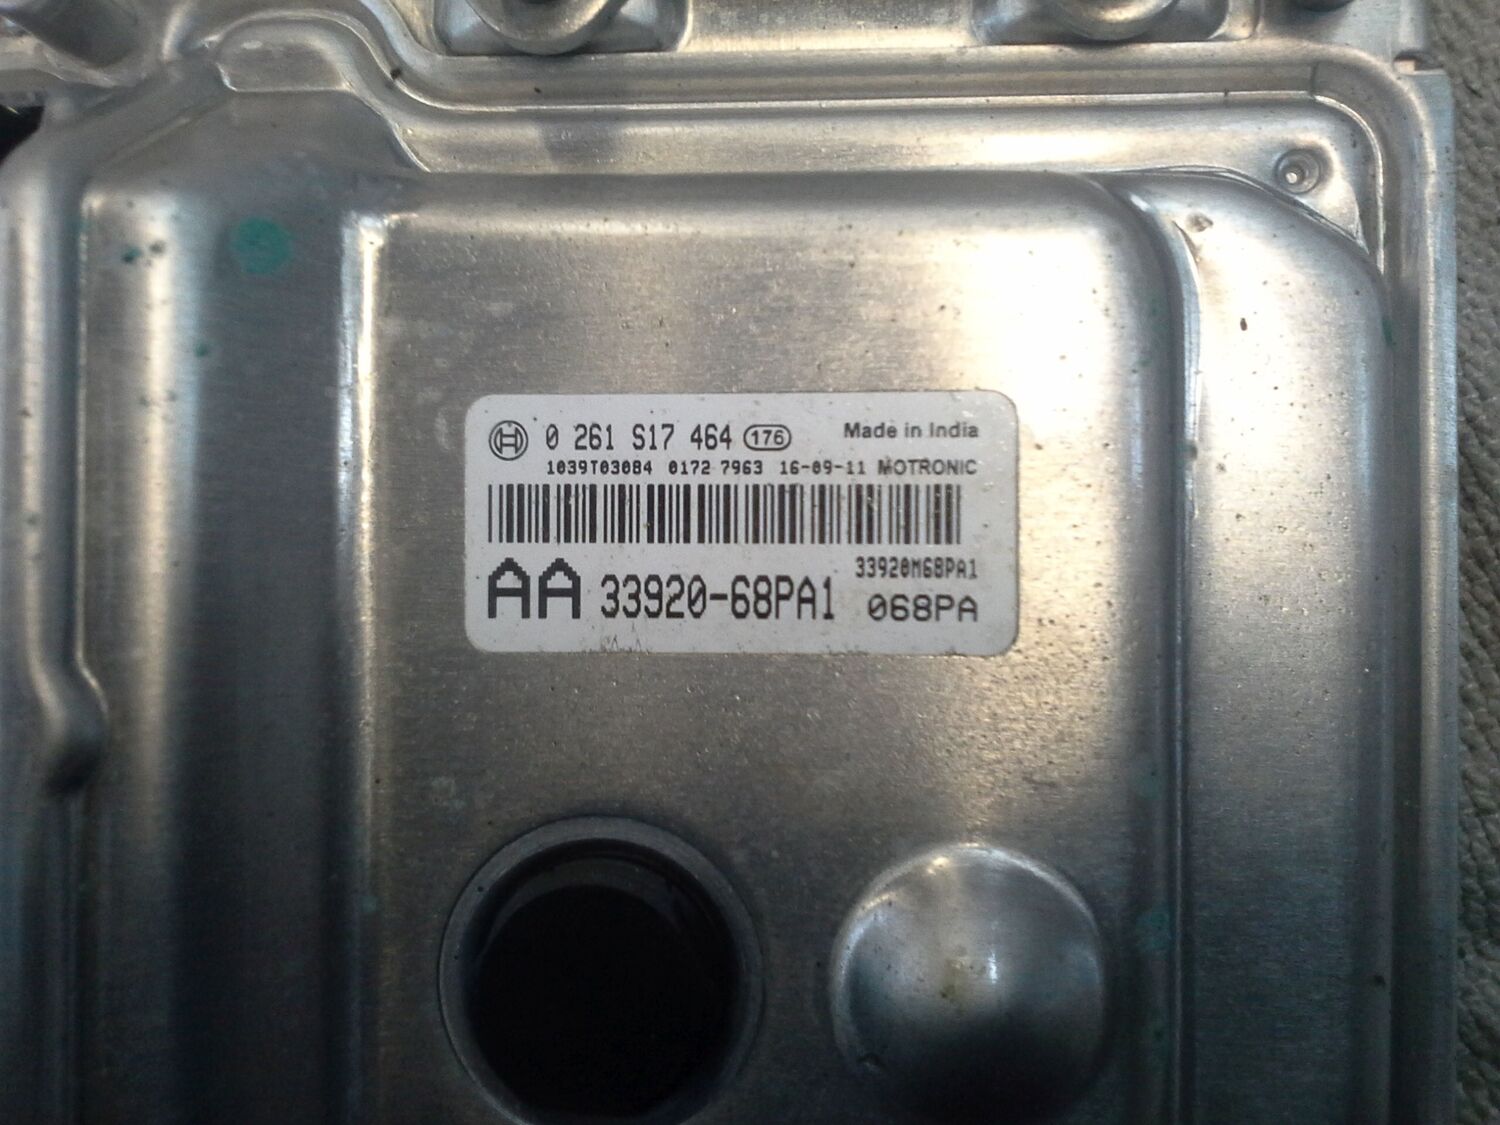 0 261 S17 464 176 Made in India
1039T03084 0172 7963 16-09-11 MOTRONIC
33920M68PA1
AA 33920-68PA1 068PA